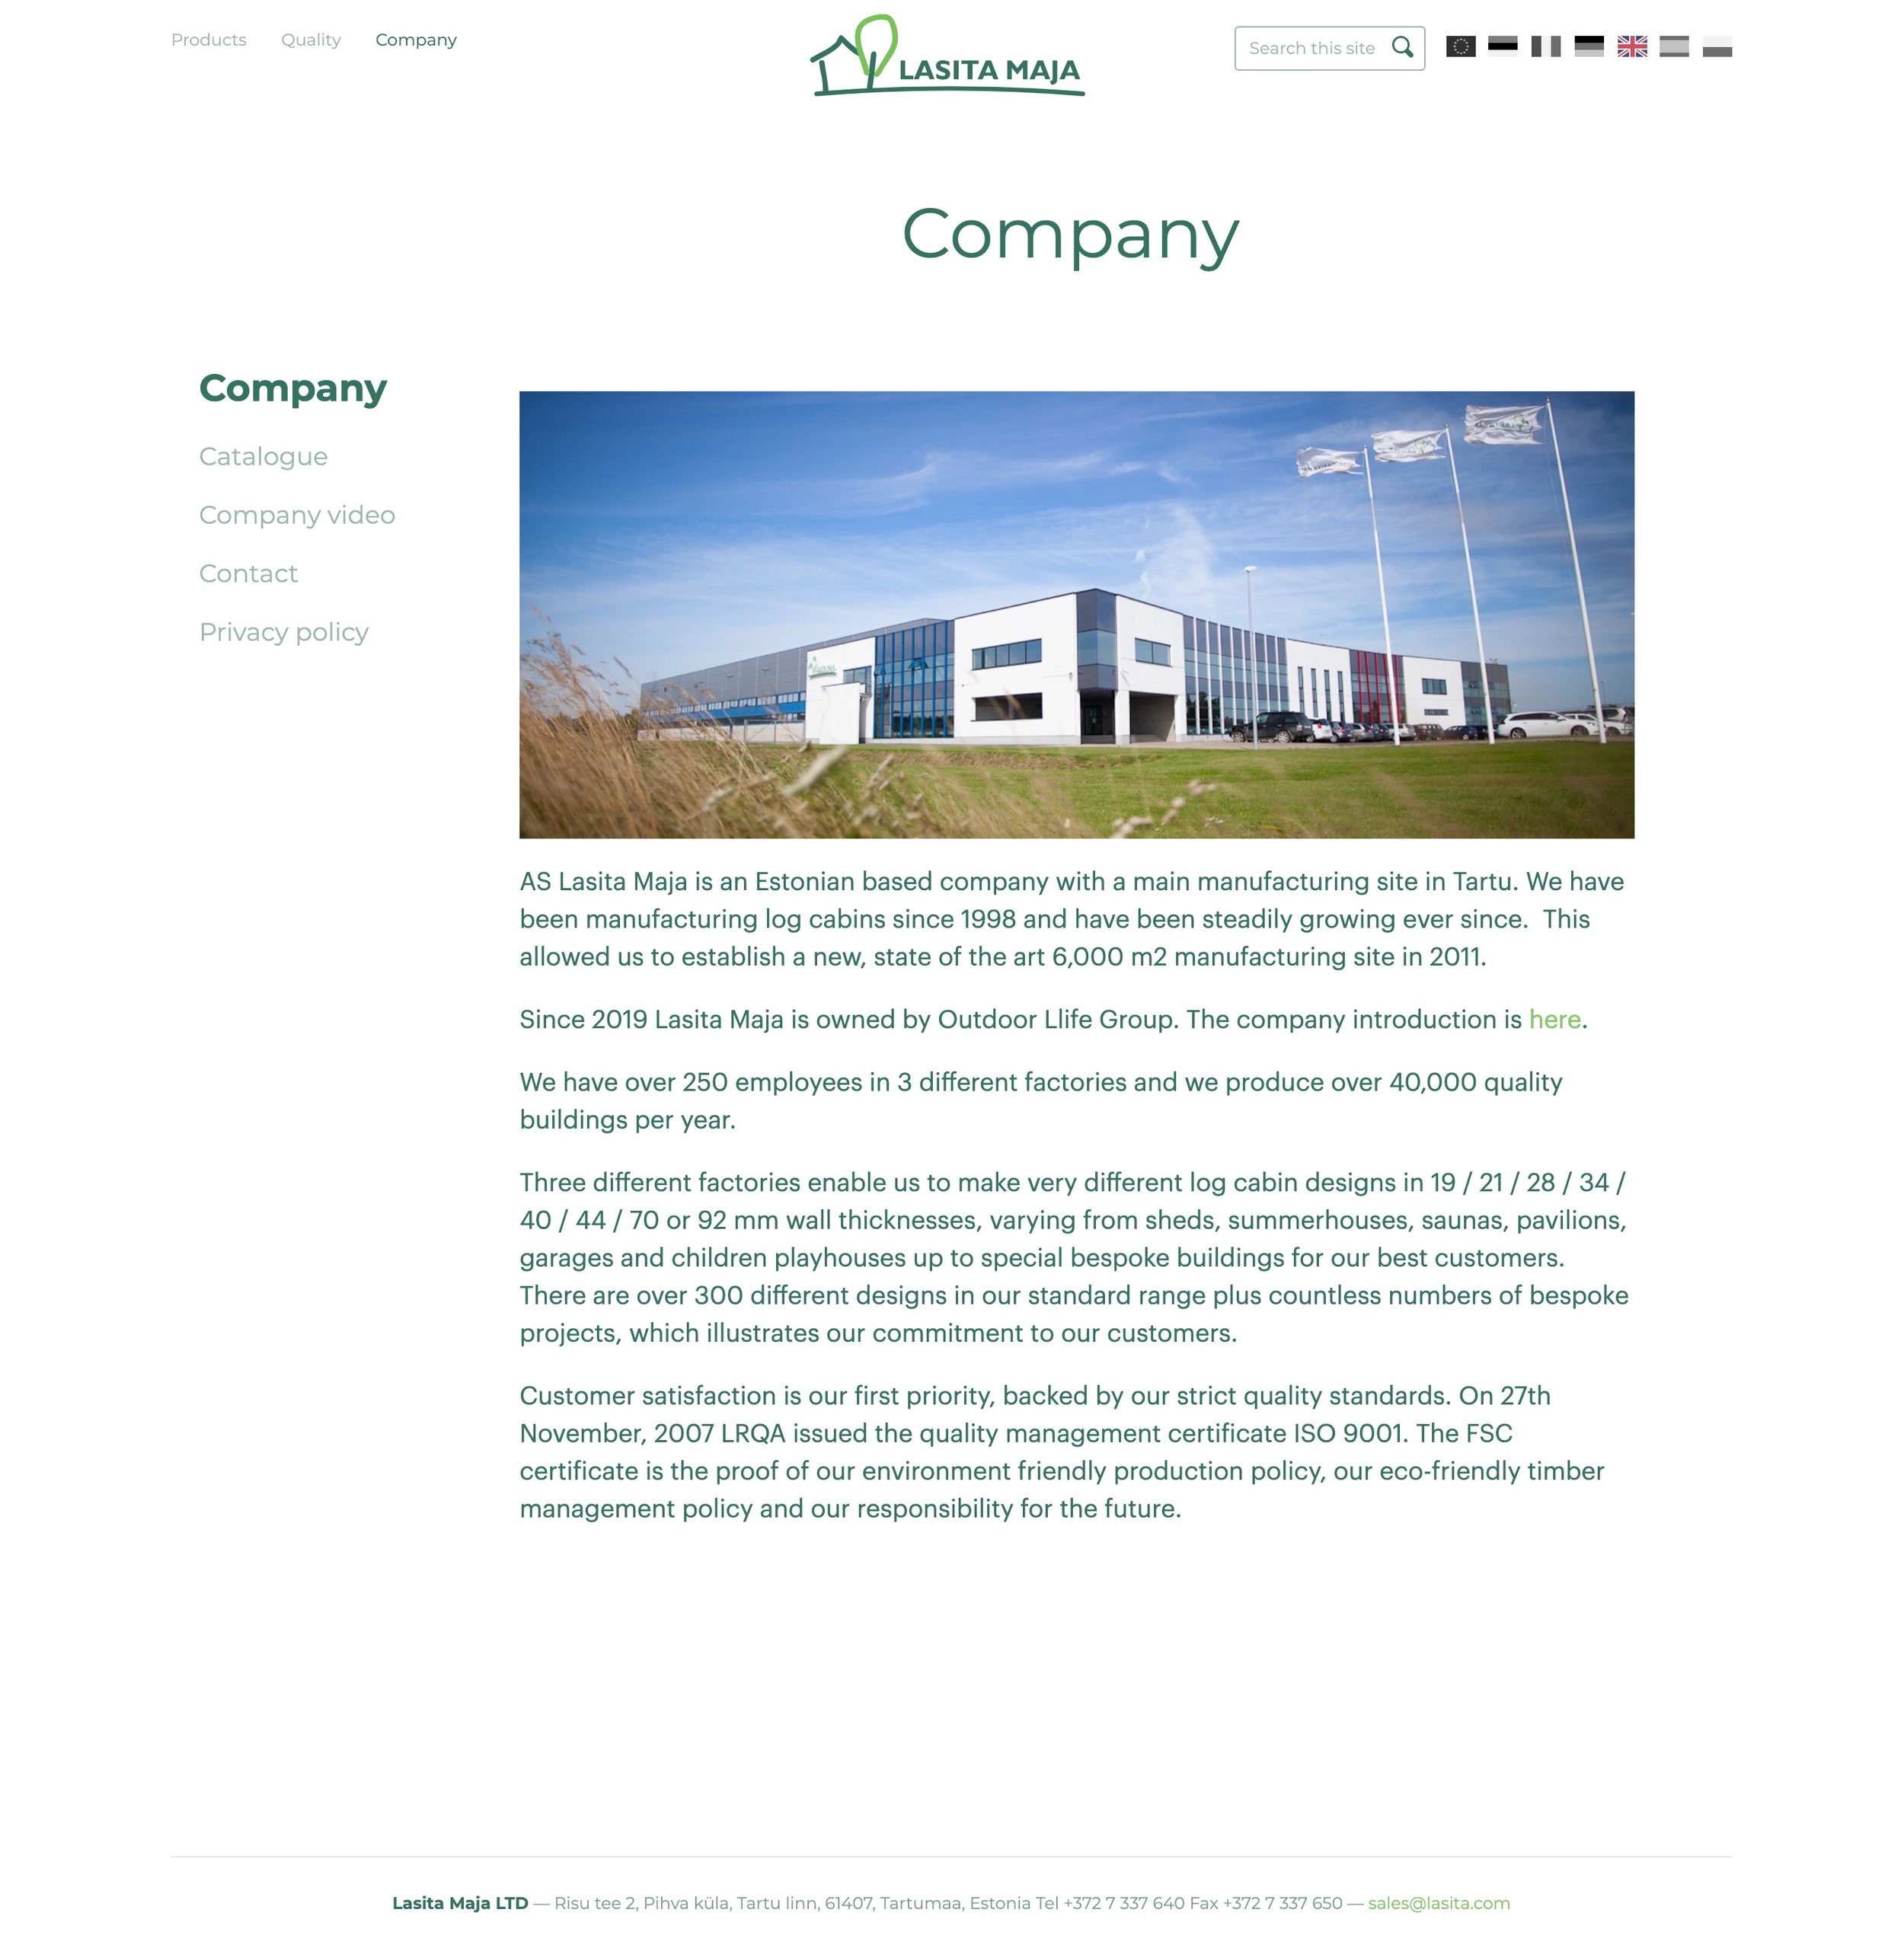 Products Quality Company
LASITA MAJA
Search this site
Company
Company
Catalogue
Company video
Contact
Privacy policy
AS Lasita Maja is an Estonian based company with a main manufacturing site in Tartu. We have
been manufacturing log cabins since 1998 and have been steadily growing ever since.  This
allowed us to establish a new, state of the art 6,000 m2 manufacturing site in 2011.
Since 2019 Lasita Maja is owned by Outdoor Llife Group. The company introduction is here.
We have over 250 employees in 3 different factories and we produce over 40,000 quality
buildings per year.
Three different factories enable us to make very different log cabin designs in 19 / 21 / 28 / 34 /
40 / 44 / 70 or 92 mm wall thicknesses, varying from sheds, summerhouses, saunas, pavilions,
garages and children playhouses up to special bespoke buildings for our best customers.
There are over 300 different designs in our standard range plus countless numbers of bespoke
projects, which illustrates our commitment to our customers.
Customer satisfaction is our first priority, backed by our strict quality standards. On 27th
November, 2007 LRQA issued the quality management certificate ISO 9001. The FSC
certificate is the proof of our environment friendly production policy, our eco-friendly timber
management policy and our responsibility for the future.
Lasita Maja LTD — Risu tee 2, Pihva küla, Tartu linn, 61407, Tartumaa, Estonia Tel +372 7 337 640 Fax +372 7 337 650 — sales@lasita.com